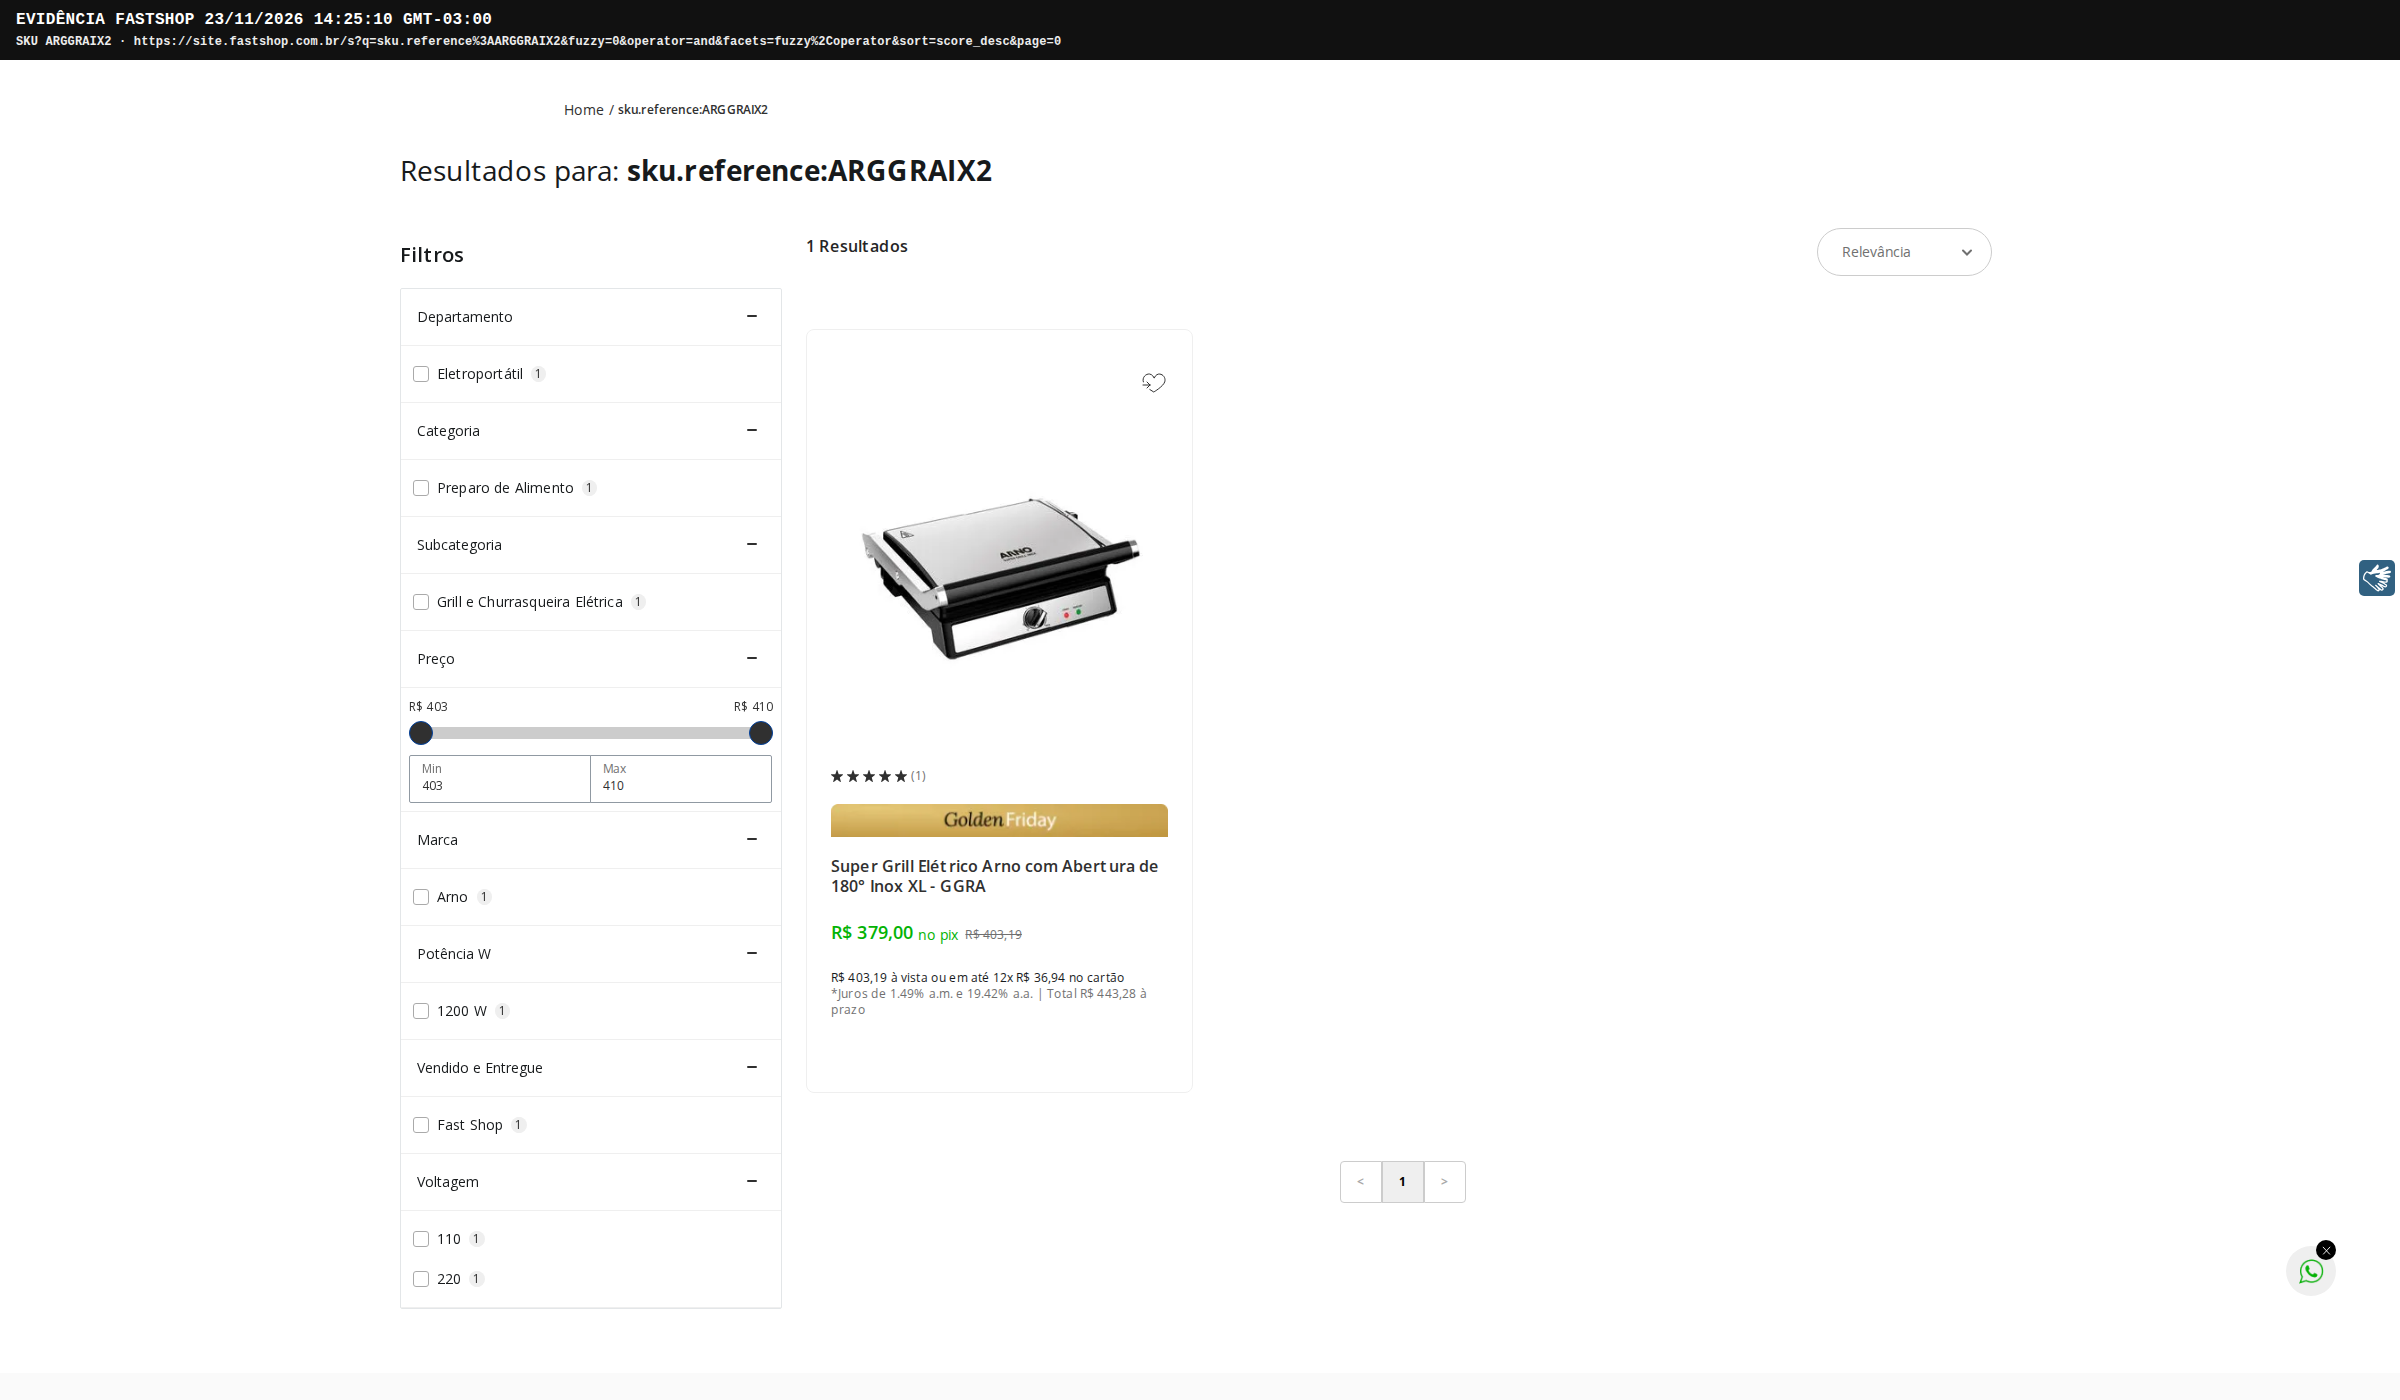 EVIDÊNCIA FASTSHOP 23/11/2026 14:25:10 GMT-03:00
SKU ARGGRAIX2 · https://site.fastshop.com.br/s?q=sku.reference%3AARGGRAIX2&fuzzy=0&operator=and&facets=fuzzy%2Coperator&sort=score_desc&page=0
Home / sku.reference:ARGGRAIX2
Resultados para: sku.reference:ARGGRAIX2
Filtros
1 Resultados
Relevância
Departamento
Eletroportátil 1
Categoria
Preparo de Alimento 1
Subcategoria
Grill e Churrasqueira Elétrica 1
Preço
R$ 403 R$ 410
Min Max
403 410
Marca
Arno 1
Potência W
1200 W 1
Vendido e Entregue
Fast Shop 1
Voltagem
110 1
220 1
ARNO
(1)
Golden Friday
Super Grill Elétrico Arno com Abertura de
180° Inox XL - GGRA
R$ 379,00 no pix R$ 403,19
R$ 403,19 à vista ou em até 12x R$ 36,94 no cartão
*Juros de 1.49% a.m. e 19.42% a.a. | Total R$ 443,28 à
prazo
< 1 >